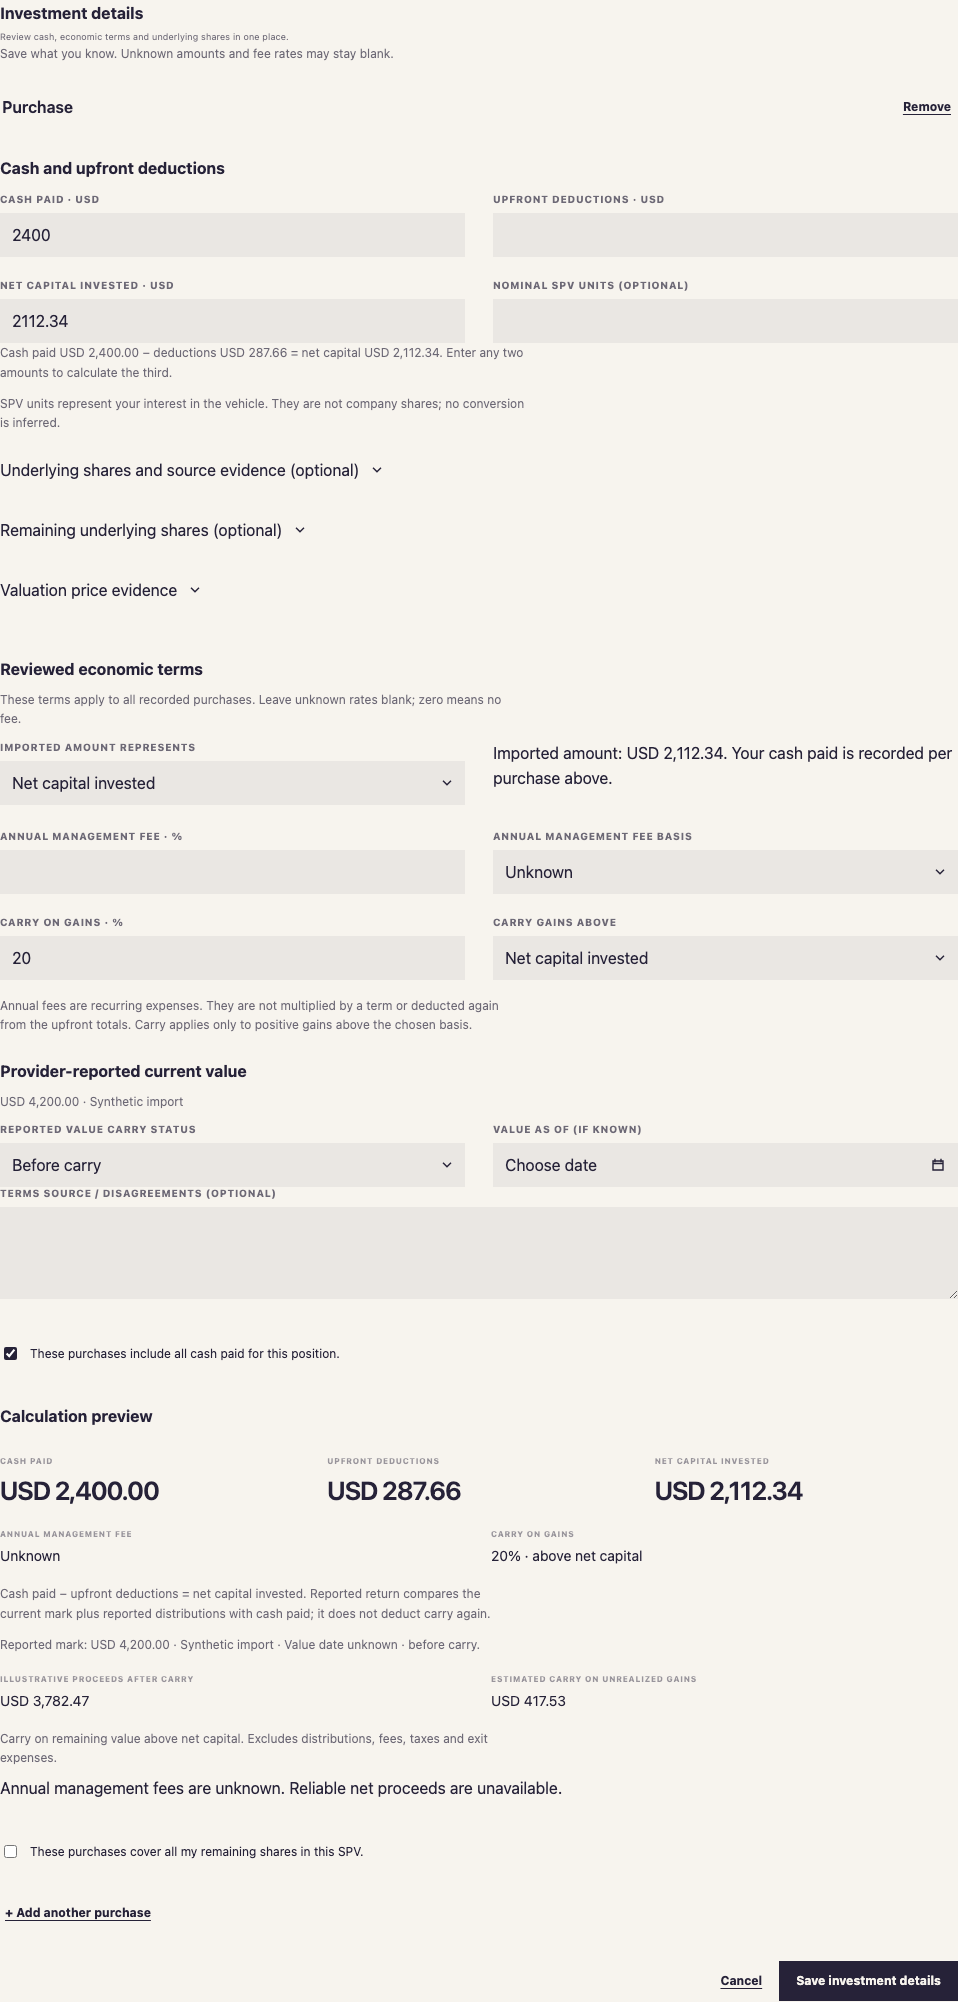 Investment details
Review cash, economic terms and underlying shares in one place.
Save what you know. Unknown amounts and fee rates may stay blank.
Purchase
Remove
Cash and upfront deductions
CASH PAID · USD
UPFRONT DEDUCTIONS · USD
2400
NET CAPITAL INVESTED · USD
NOMINAL SPV UNITS (OPTIONAL)
2112.34
Cash paid USD 2,400.00 − deductions USD 287.66 = net capital USD 2,112.34. Enter any two
amounts to calculate the third.
SPV units represent your interest in the vehicle. They are not company shares; no conversion
is inferred.
Underlying shares and source evidence (optional)
Remaining underlying shares (optional)
Valuation price evidence
Reviewed economic terms
These terms apply to all recorded purchases. Leave unknown rates blank; zero means no
fee.
IMPORTED AMOUNT REPRESENTS
Net capital invested
Imported amount: USD 2,112.34. Your cash paid is recorded per
purchase above.
ANNUAL MANAGEMENT FEE · %
ANNUAL MANAGEMENT FEE BASIS
Unknown
CARRY ON GAINS · %
CARRY GAINS ABOVE
20
Net capital invested
Annual fees are recurring expenses. They are not multiplied by a term or deducted again
from the upfront totals. Carry applies only to positive gains above the chosen basis.
Provider-reported current value
USD 4,200.00 · Synthetic import
REPORTED VALUE CARRY STATUS
VALUE AS OF (IF KNOWN)
Before carry
Choose date
TERMS SOURCE / DISAGREEMENTS (OPTIONAL)
These purchases include all cash paid for this position.
Calculation preview
CASH PAID
UPFRONT DEDUCTIONS
NET CAPITAL INVESTED
USD 2,400.00
USD 287.66
USD 2,112.34
ANNUAL MANAGEMENT FEE
CARRY ON GAINS
Unknown
20% · above net capital
Cash paid − upfront deductions = net capital invested. Reported return compares the
current mark plus reported distributions with cash paid; it does not deduct carry again.
Reported mark: USD 4,200.00 · Synthetic import · Value date unknown · before carry.
ILLUSTRATIVE PROCEEDS AFTER CARRY
ESTIMATED CARRY ON UNREALIZED GAINS
USD 3,782.47
USD 417.53
Carry on remaining value above net capital. Excludes distributions, fees, taxes and exit
expenses.
Annual management fees are unknown. Reliable net proceeds are unavailable.
These purchases cover all my remaining shares in this SPV.
+ Add another purchase
Cancel
Save investment details